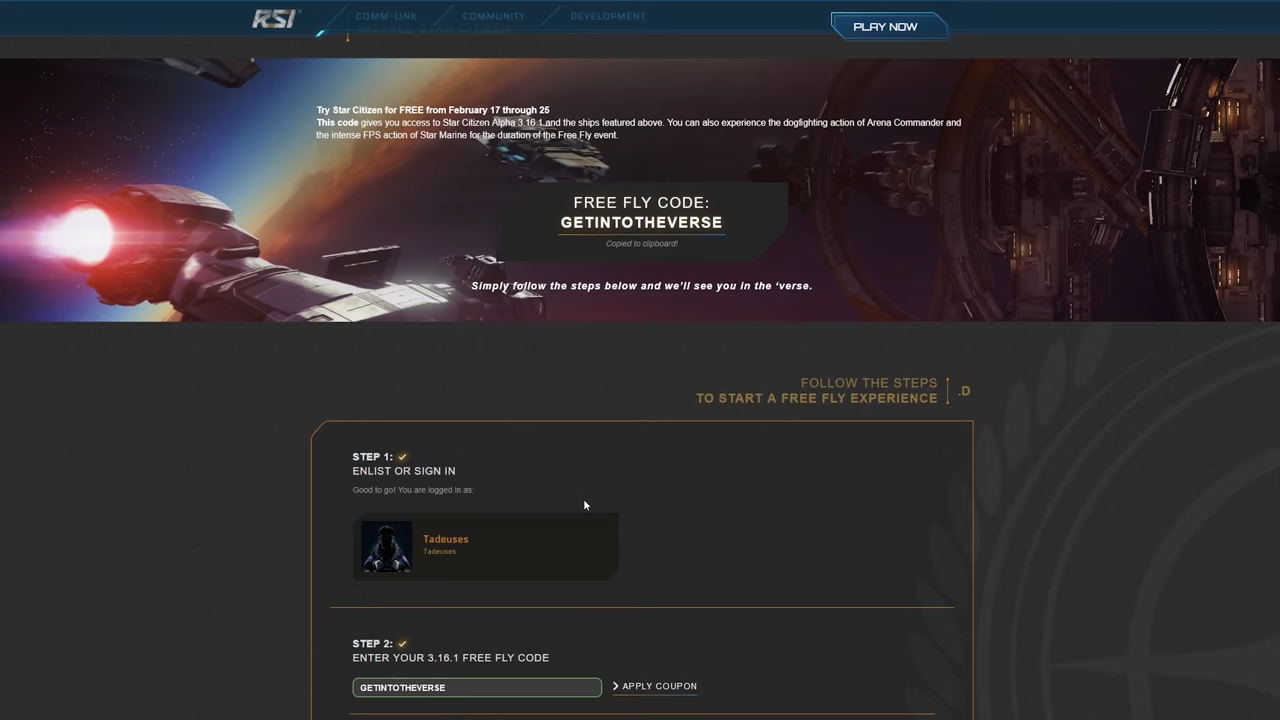 RSI
COMM-LINK
COMMUNITY
DEVELOPMENT
PLAY NOW
INSTALL STAR CITIZEN
Try Star Citizen for FREE from February 17 through 25
This code gives you access to Star Citizen Alpha 3.16.1 and the ships featured above. You can also experience the dogfighting action of Arena Commander and
the intense FPS action of Star Marine for the duration of the Free Fly event.
FREE FLY CODE:
GETINTOTHEVERSE
Copied to clipboard!
Simply follow the steps below and we'll see you in the 'verse.
FOLLOW THE STEPS
TO START A FREE FLY EXPERIENCE
.D
STEP 1:
ENLIST OR SIGN IN
Good to go! You are logged in as:
Tadeuses
Tadeuses
STEP 2:
ENTER YOUR 3.16.1 FREE FLY CODE
GETINTOTHEVERSE
APPLY COUPON